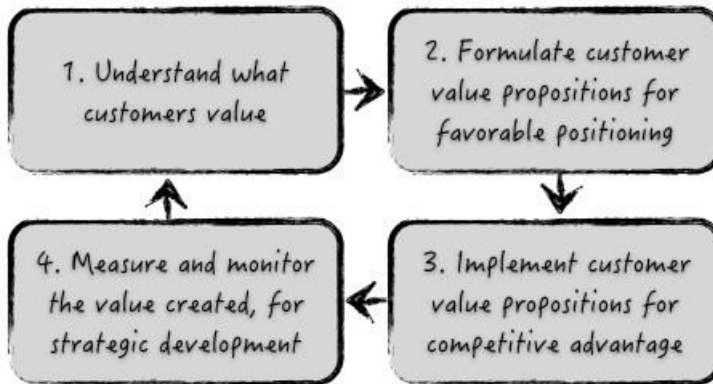 1. Understand what
customers value
2. Formulate customer
value propositions for
favorable positioning
3. Implement customer
value propositions for
competitive advantage
4. Measure and monitor
the value created, for
strategic development